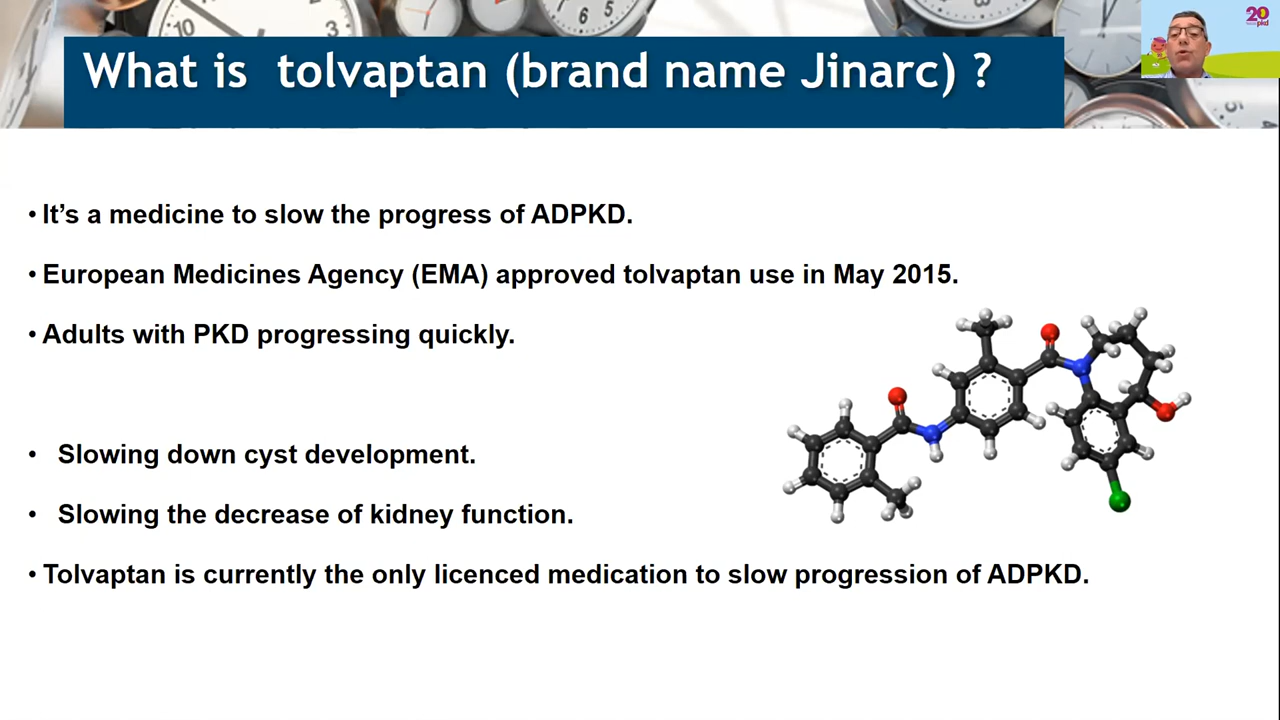 What is tolvaptan (brand name Jinarc) ?
20
• It's a medicine to slow the progress of ADPKD.
• European Medicines Agency (EMA) approved tolvaptan use in May 2015.
• Adults with PKD progressing quickly.
• Slowing down cyst development.
• Slowing the decrease of kidney function.
• Tolvaptan is currently the only licenced medication to slow progression of ADPKD.